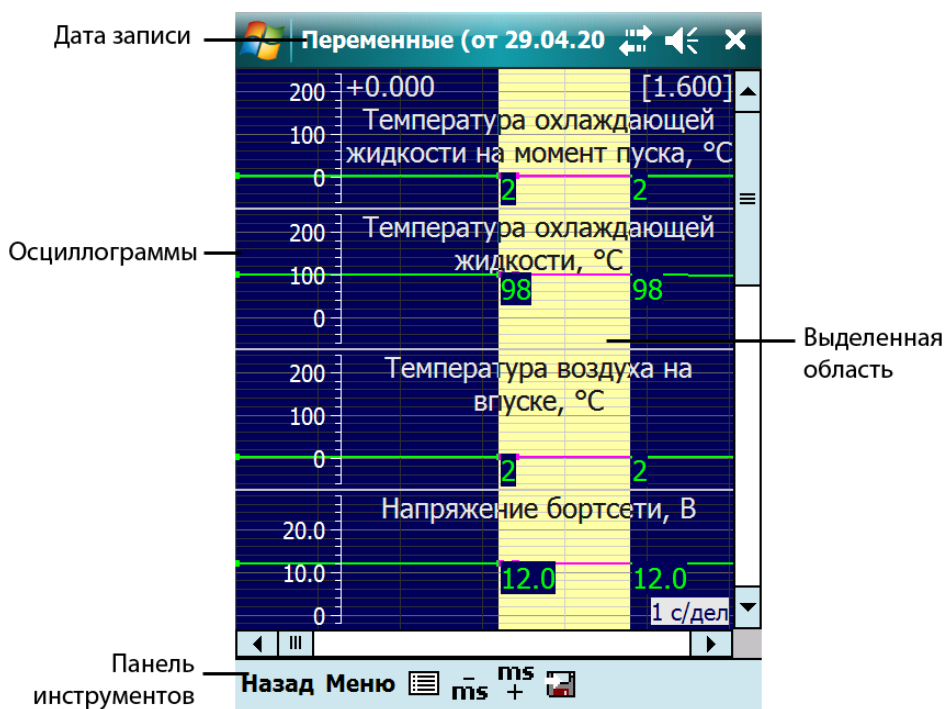 Дата записи
Переменные (от 29.04.20
200
+0.000
[1.600]
Температура охлаждающей
100
жидкости на момент пуска, °C
0
2
2
Осциллограммы
200
Температура охлаждающей
жидкости, °C
100
98
98
0
Выделенная
область
200
Температура воздуха на
впуске, °C
100
0
2
2
Напряжение бортсети, В
20.0
10.0
12.0
12.0
0
1 с/дел
Панель
инструментов
Назад Меню
– ms
ms +